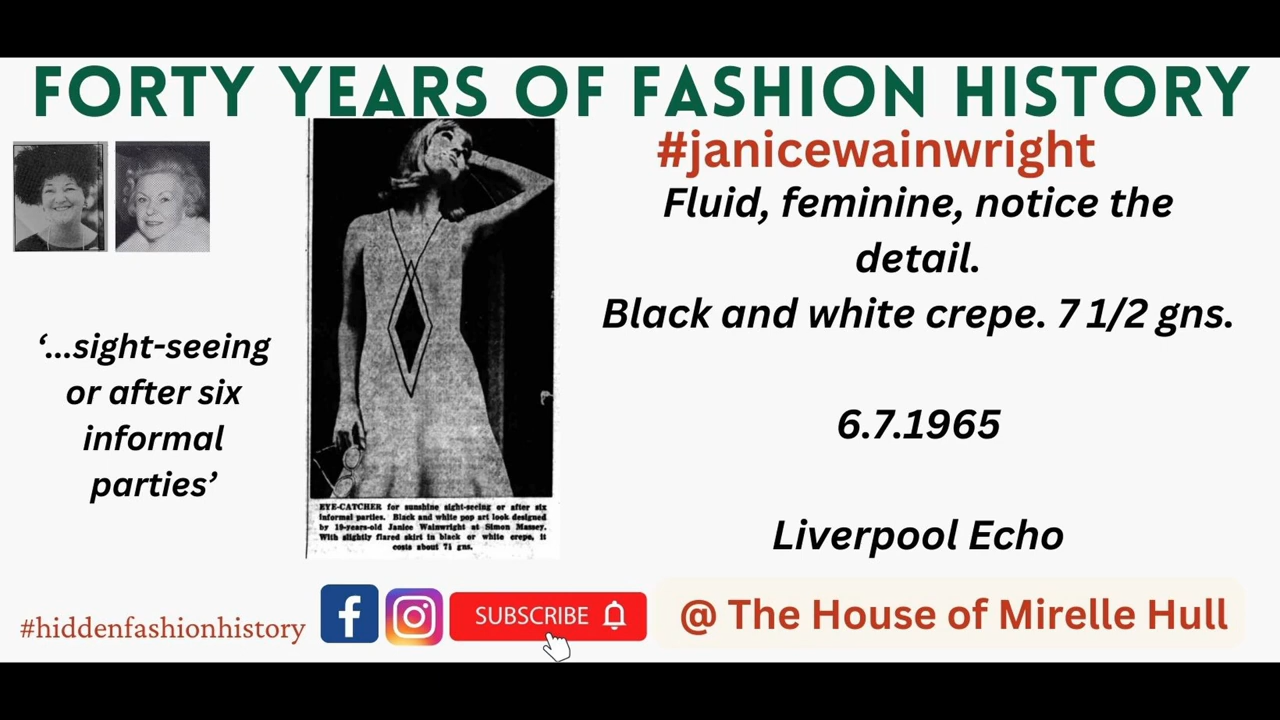 FORTY YEARS OF FASHION HISTORY
#janicewainwright
Fluid, feminine, notice the
detail.
Black and white crepe. 7 1/2 gns.
6.7.1965
Liverpool Echo
‘...sight-seeing
or after six
informal
parties’
EYE-CATCHER for sunshine sight-seeing or after six
informal parties. Black and white pop art look designed
by 19-years-old Janice Wainwright at Simon Massey.
With slightly flared skirt in black or white crepe, it
costs about 7½ gns.
#hiddenfashionhistory
SUBSCRIBE
@ The House of Mirelle Hull